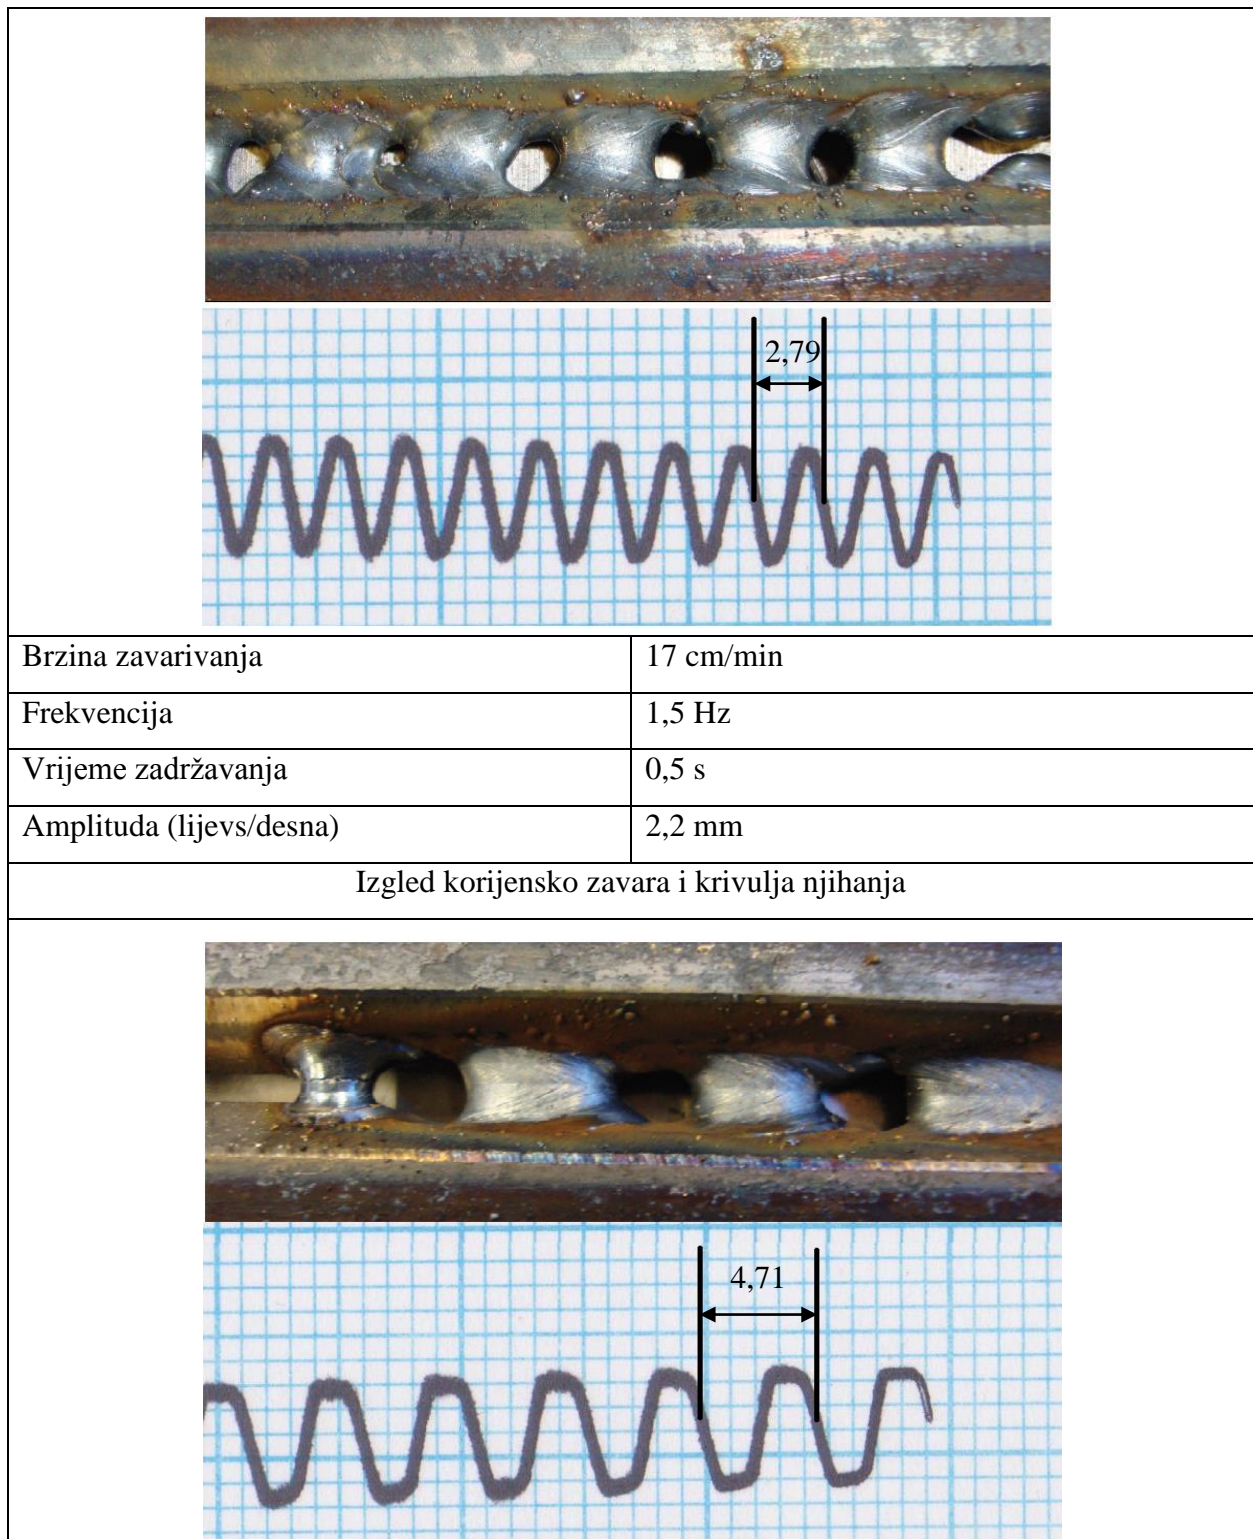 2,79
Brzina zavarivanja 17 cm/min
Frekvencija 1,5 Hz
Vrijeme zadržavanja 0,5 s
Amplituda (lijevs/desna) 2,2 mm
Izgled korijensko zavara i krivulja njihanja
4,71